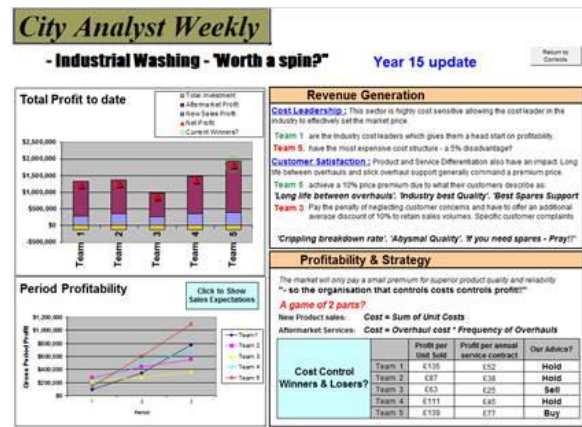 City Analyst Weekly
- Industrial Washing - 'Worth a spin?"
Year 15 update
Return to
Controls
Total Profit to date
Total Investment
Aftermarket Profit
New Sales Profit
Net Profit
Current Winners?
$2,500,000
$2,000,000
$1,500,000
$1,000,000
$500,000
$0
-$500,000
Team 1
Team 2
Team 3
Team 4
Team 5
Period Profitability
Click to Show
Sales Expectations
Gross Period Profit
$1,200,000
$1,000,000
$800,000
$600,000
$400,000
$200,000
$0
1 2 3
Period
Team1
Team 2
Team 3
Team 4
Team 5
Revenue Generation
Cost Leadership : This sector is highly cost sensitive allowing the cost leader in the
industry to effectively set the market price.
Team 1 are the industry cost leaders which gives them a head start on profitability.
Team 5 have the most expensive cost structure - a 5% disadvantage!
Customer Satisfaction : Product and Service Differentiation also have an impact. Long
life between overhauls and slick overhaul support generally command a premium price.
Team 5 achieve a 10% price premium due to what their customers describe as:
'Long life between overhauls'. 'Industry best Quality'. 'Best Spares Support
Team 3 Pay the penalty of neglecting customer concerns and have to offer an additional
average discount of 10% to retain sales volumes. Specific customer complaints
'Crippling breakdown rate'. 'Abysmal Quality'. 'If you need spares - Pray!!"
Profitability & Strategy
The market will only pay a small premium for superior product quality and reliability
"- so the organisation that controls costs controls profit!!"
A game of 2 parts?
New Product sales: Cost = Sum of Unit Costs
Aftermarket Services: Cost = Overhaul cost * Frequency of Overhauls
Cost Control
Winners & Losers?
Profit per
Unit Sold
Profit per annual
service contract
Our Advice?
Team 1 £135 £52 Hold
Team 2 £87 £38 Hold
Team 3 £63 £25 Sell
Team 4 £111 £45 Hold
Team 5 £139 £77 Buy